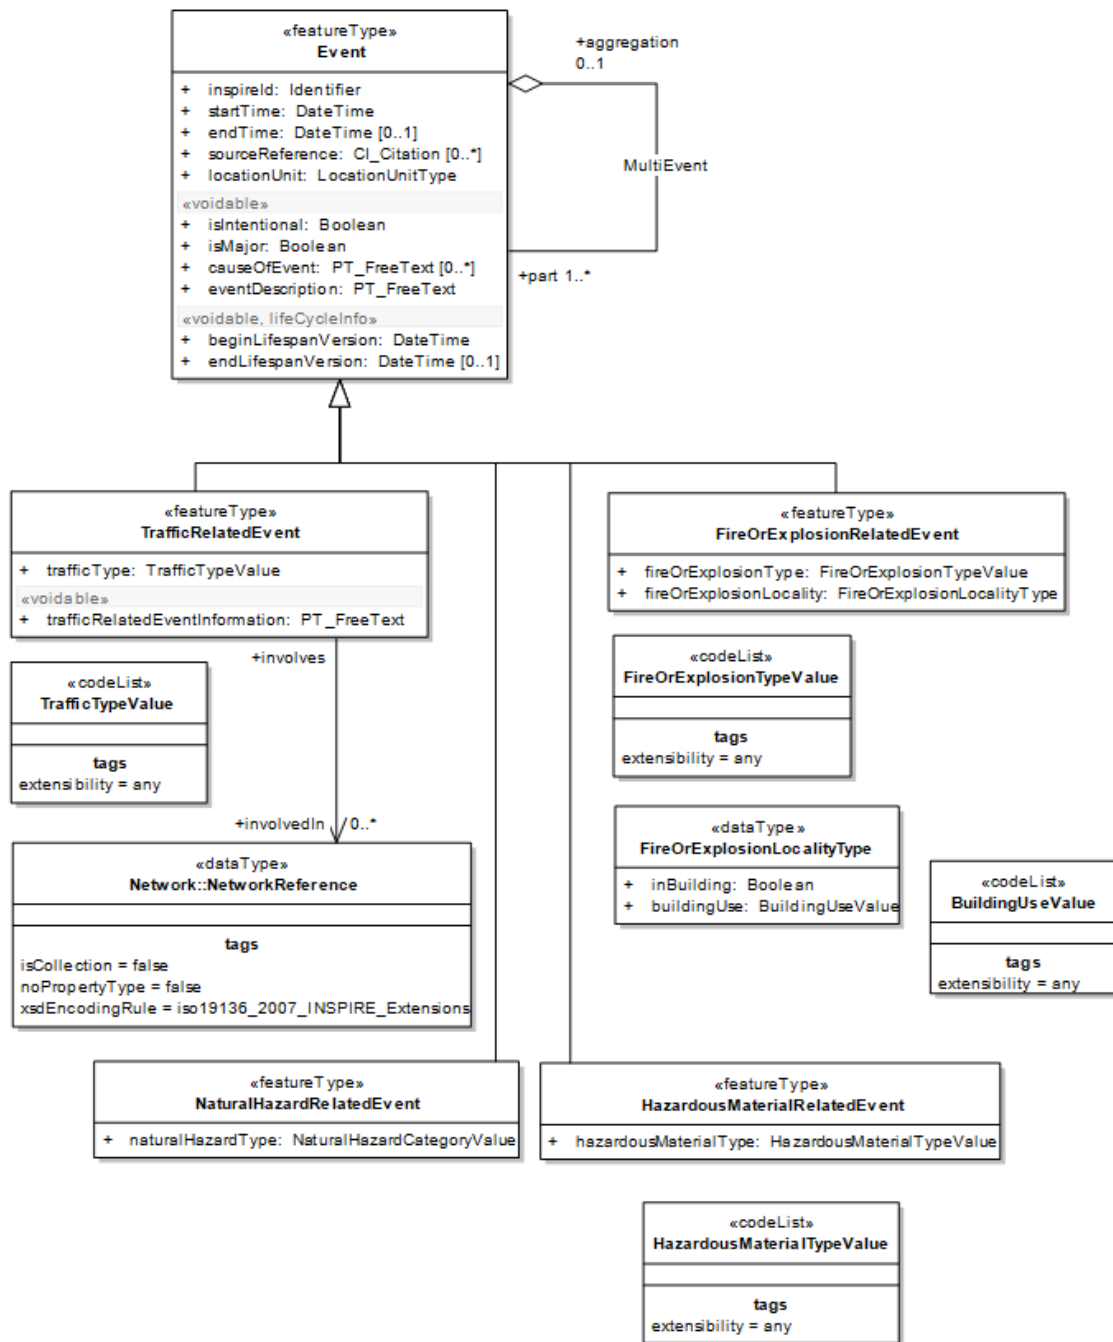 «featureType»
Event
+ inspireId: Identifier
+ startTime: DateTime
+ endTime: DateTime [0..1]
+ sourceReference: CI_Citation [0..*]
+ locationUnit: LocationUnitType
«voidable»
+ isIntentional: Boolean
+ isMajor: Boolean
+ causeOfEvent: PT_FreeText [0..*]
+ eventDescription: PT_FreeText
«voidable, lifeCycleInfo»
+ beginLifespanVersion: DateTime
+ endLifespanVersion: DateTime [0..1]
+aggregation
0..1
MultiEvent
+part 1..*
«featureType»
TrafficRelatedEvent
+ trafficType: TrafficTypeValue
«voidable»
+ trafficRelatedEventInformation: PT_FreeText
«featureType»
FireOrExplosionRelatedEvent
+ fireOrExplosionType: FireOrExplosionTypeValue
+ fireOrExplosionLocality: FireOrExplosionLocalityType
+involves
«codeList»
TrafficTypeValue
tags
extensibility = any
«codeList»
FireOrExplosionTypeValue
tags
extensibility = any
+involvedIn 0..*
«dataType»
Network::NetworkReference
tags
isCollection = false
noPropertyType = false
xsdEncodingRule = iso19136_2007_INSPIRE_Extensions
«dataType»
FireOrExplosionLocalityType
+ inBuilding: Boolean
+ buildingUse: BuildingUseValue
«codeList»
BuildingUseValue
tags
extensibility = any
«featureType»
NaturalHazardRelatedEvent
+ naturalHazardType: NaturalHazardCategoryValue
«featureType»
HazardousMaterialRelatedEvent
+ hazardousMaterialType: HazardousMaterialTypeValue
«codeList»
HazardousMaterialTypeValue
tags
extensibility = any